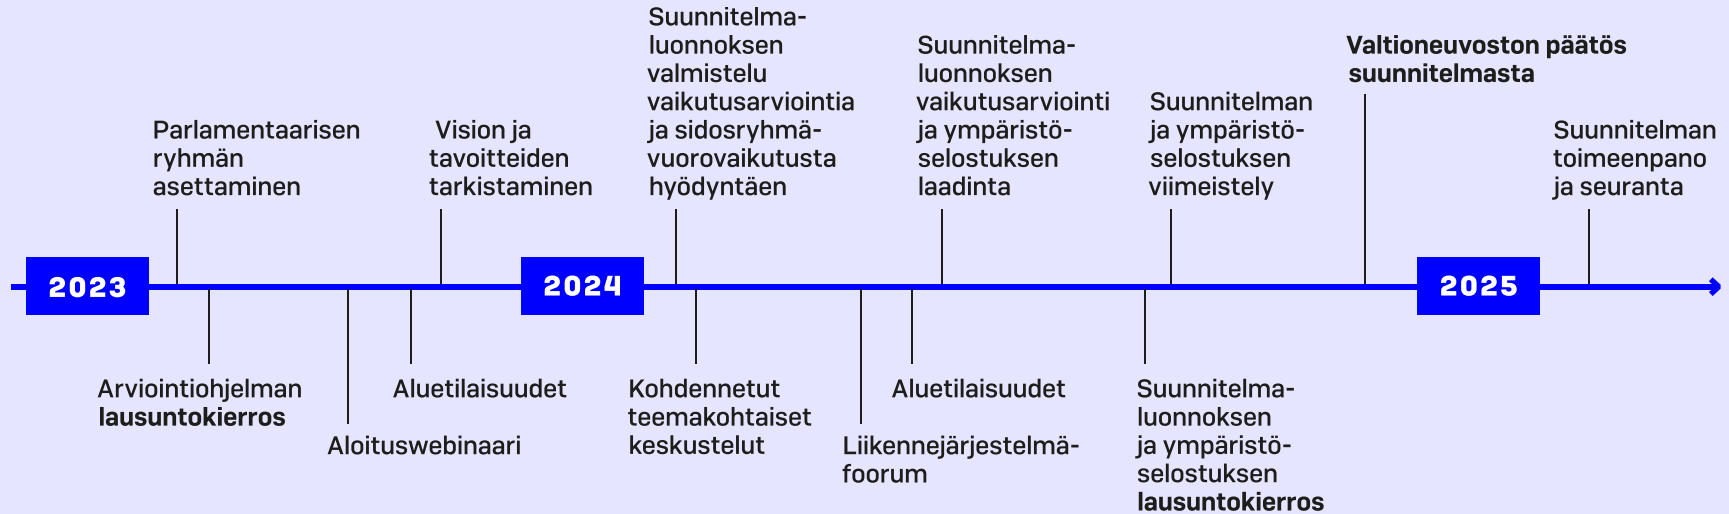 Suunnitelma-
luonnoksen
valmistelu
vaikutusarviointia
ja sidosryhmä-
vuorovaikutusta
hyödyntäen
Suunnitelma-
luonnoksen
vaikutusarviointi
ja ympäristö-
selostuksen
laadinta
Valtioneuvoston päätös
suunnitelmasta
Suunnitelman
ja ympäristö-
selostuksen
viimeistely
Parlamentaarisen
ryhmän
asettaminen
Vision ja
tavoitteiden
tarkistaminen
Suunnitelman
toimeenpano
ja seuranta
2023
2024
2025
Arviointiohjelman
lausuntokierros
Aloituswebinaari
Aluetilaisuudet
Kohdennetut
teemakohtaiset
keskustelut
Liikennejärjestelmä-
foorum
Aluetilaisuudet
Suunnitelma-
luonnoksen
ja ympäristö-
selostuksen
lausuntokierros